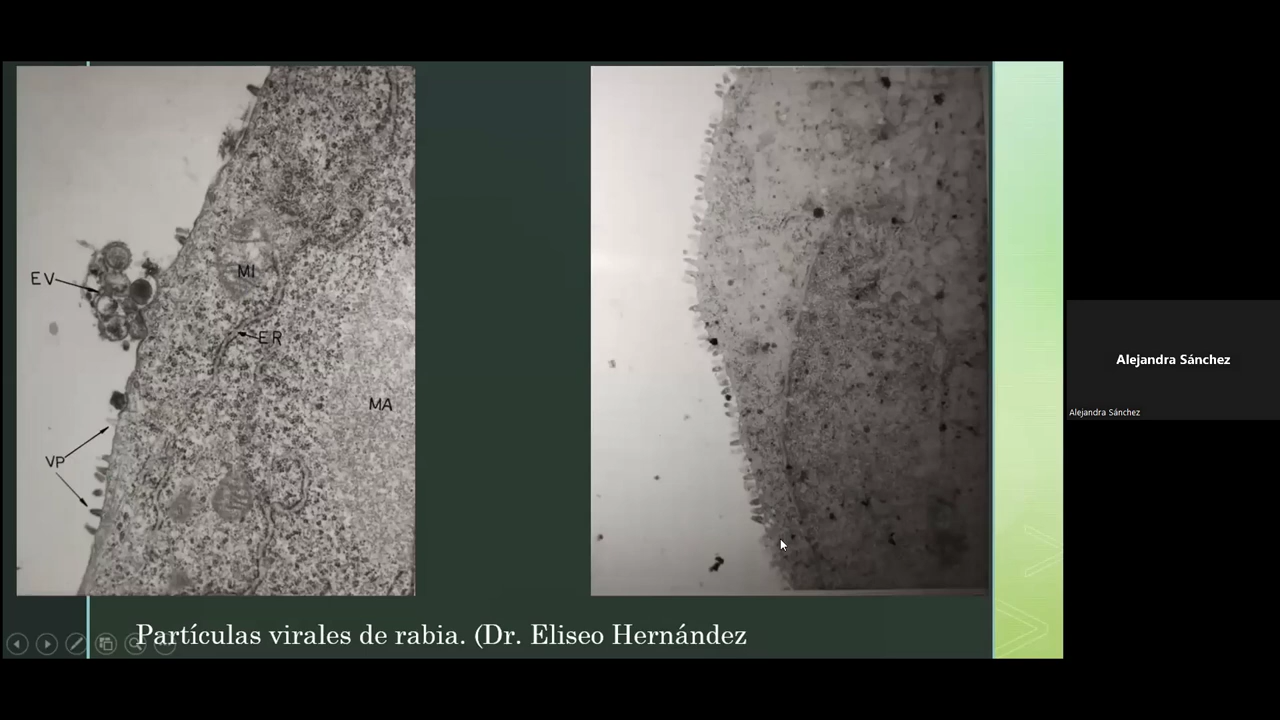 EV
MI
ER
MA
VP
Partículas virales de rabia. (Dr. Eliseo Hernández
Alejandra Sánchez
Alejandra Sánchez